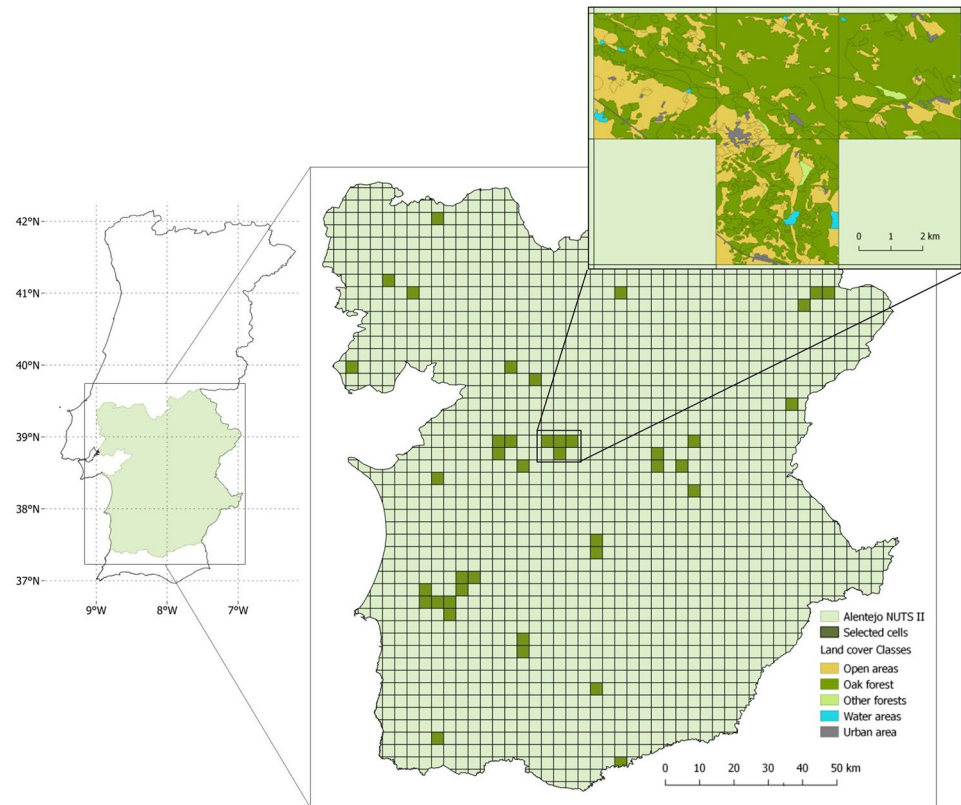 0 1 2 km
42°N
41°N
40°N
39°N
38°N
37°N
9°W 8°W 7°W
Alentejo NUTS II
Selected cells
Land cover Classes
Open areas
Oak forest
Other forests
Water areas
Urban area
0 10 20 30 40 50 km